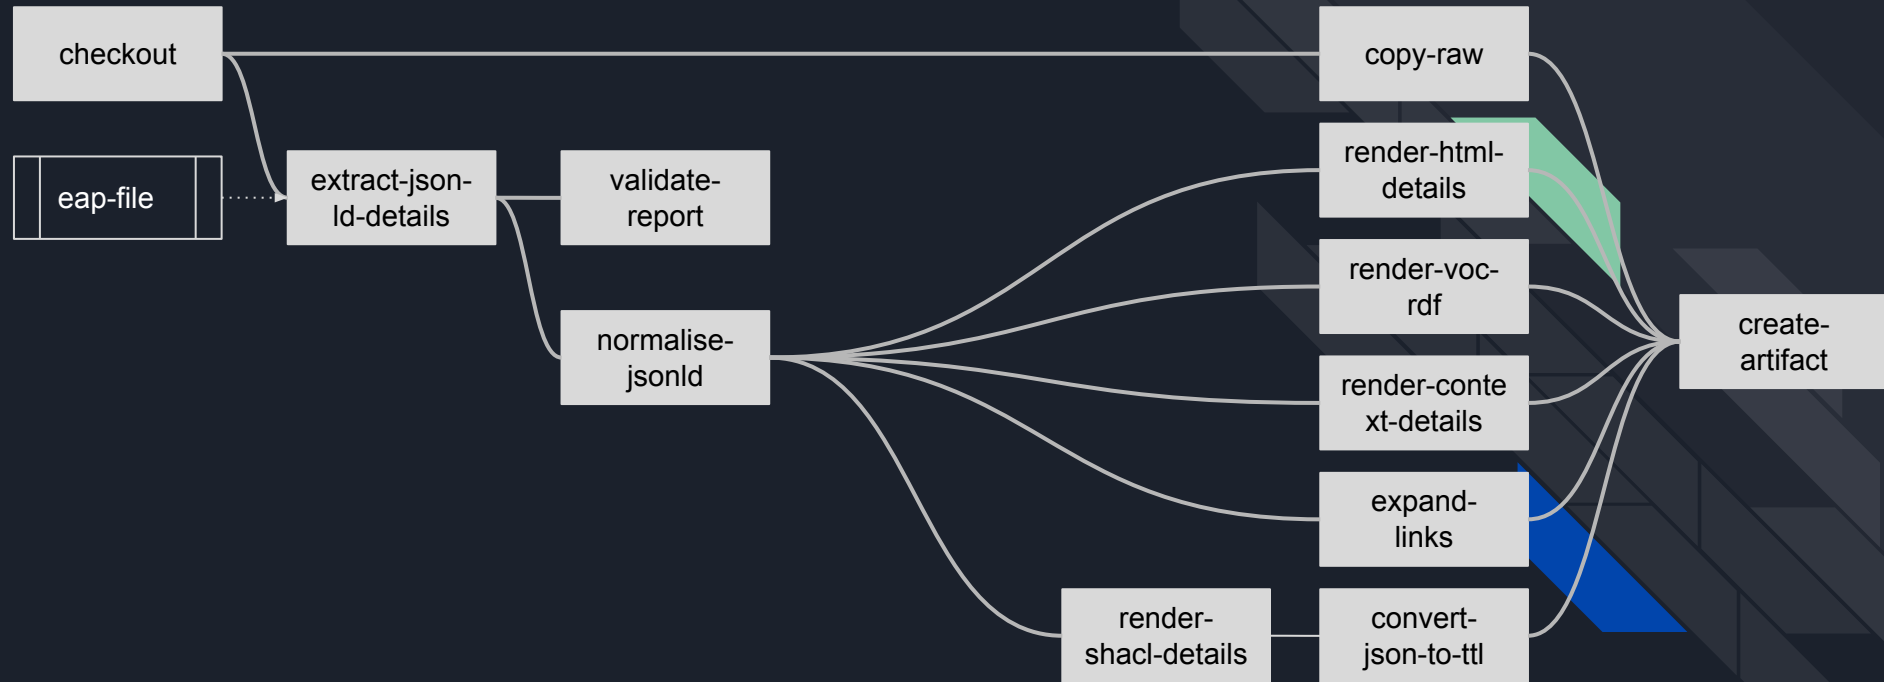 checkout
copy-raw
render-html-
details
eap-file
extract-json-
ld-details
validate-
report
render-voc-
rdf
normalise-
jsonld
create-
artifact
render-conte
xt-details
expand-
links
render-
shacl-details
convert-
json-to-ttl